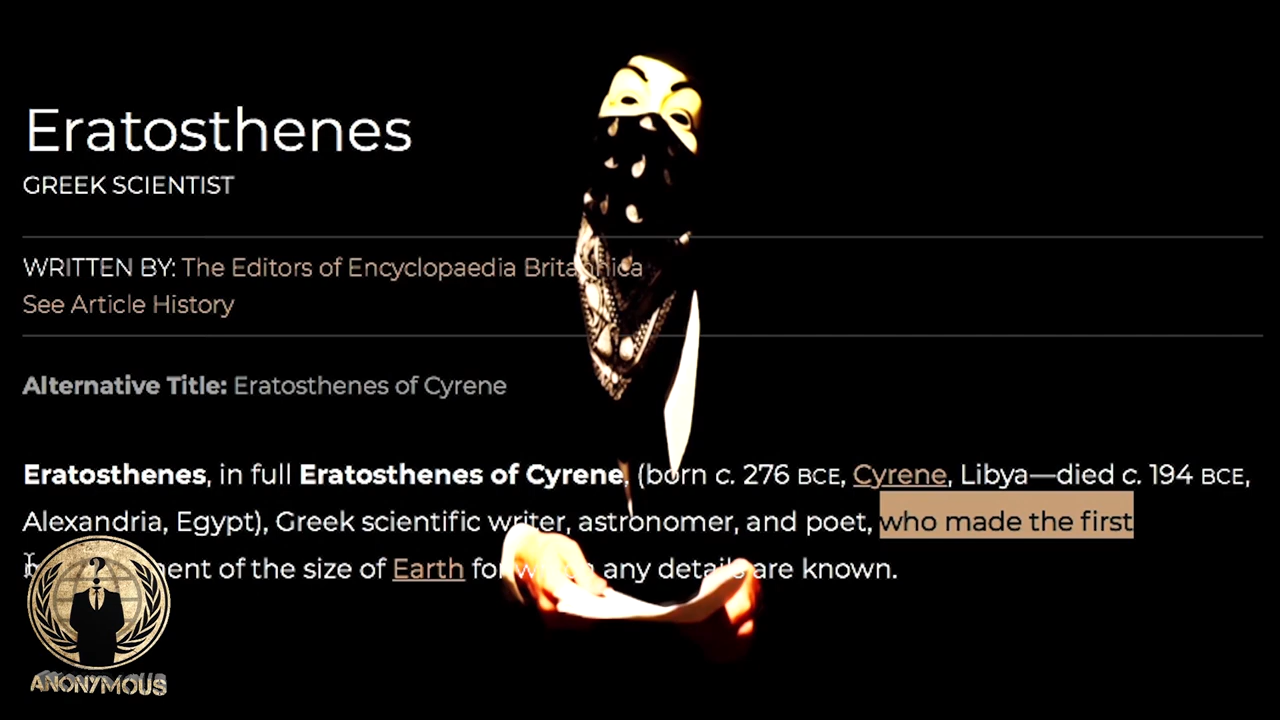 Eratosthenes
GREEK SCIENTIST
WRITTEN BY: The Editors of Encyclopaedia Britannica
See Article History
Alternative Title: Eratosthenes of Cyrene
Eratosthenes, in full Eratosthenes of Cyrene, (born c. 276 BCE, Cyrene, Libya—died c. 194 BCE,
Alexandria, Egypt), Greek scientific writer, astronomer, and poet, who made the first
of the size of Earth any details are known.
?
ANONYMOUS